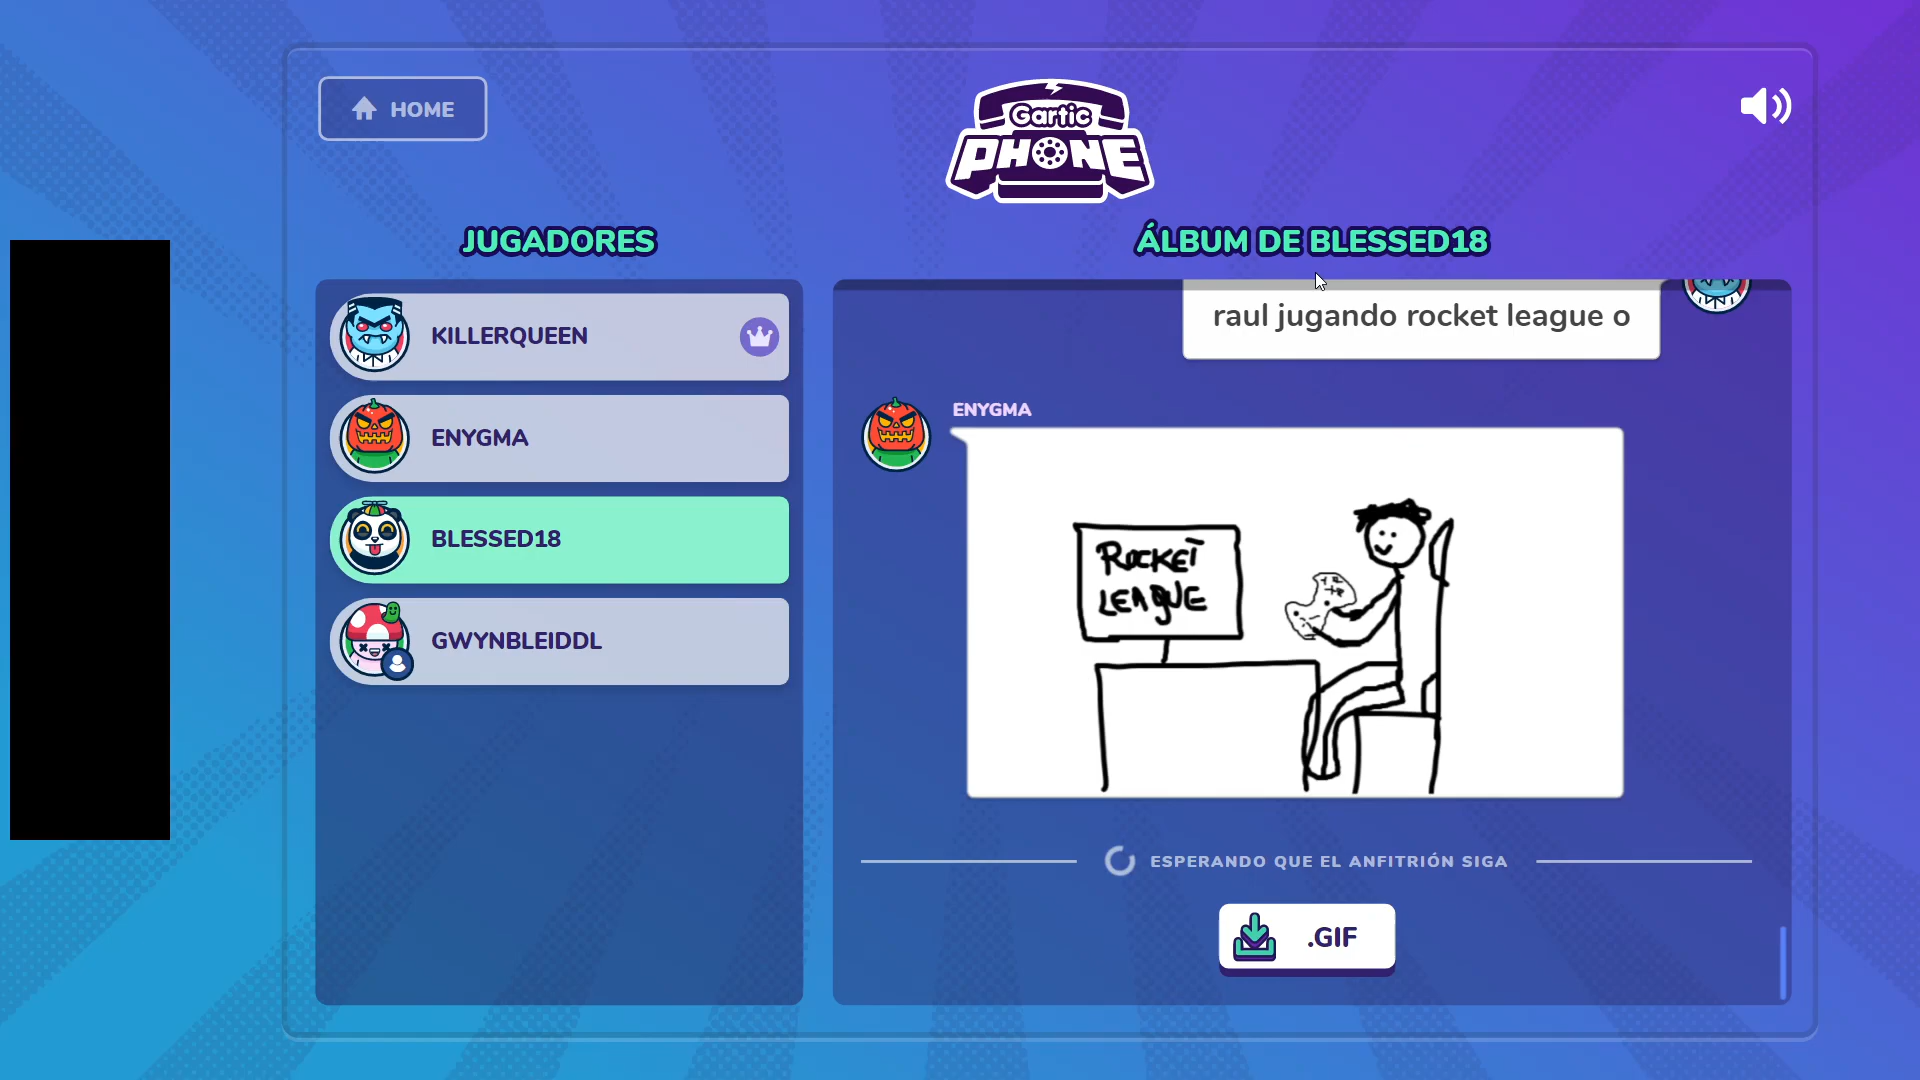 HOME
Gartic
PHONE
JUGADORES
ÁLBUM DE BLESSED18
KILLERQUEEN
ENYGMA
BLESSED18
GWYNBLEIDDL
raul jugando rocket league o
ENYGMA
ROCKET
LEAGUE
ESPERANDO QUE EL ANFITRIÓN SIGA
.GIF